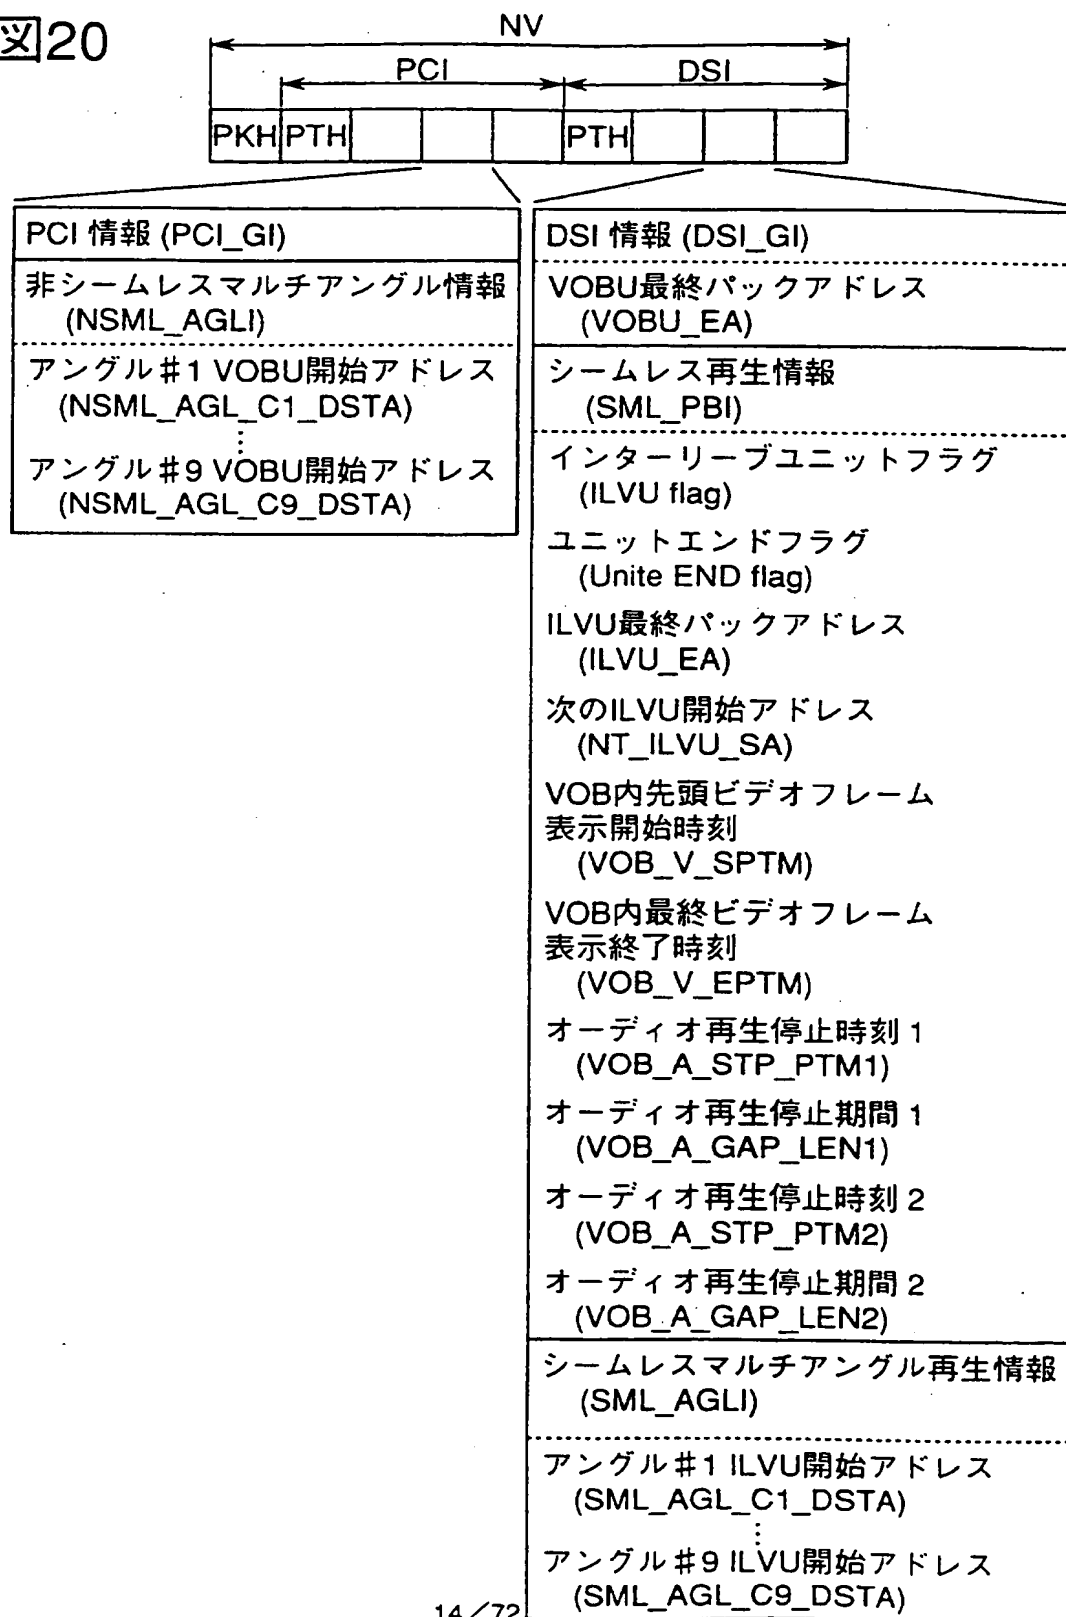 図20
NV
PCI
DSI
PKH
PTH
PTH
PCI 情報 (PCI_GI)
非シームレスマルチアングル情報
(NSML_AGLI)
アングル#1 VOBU開始アドレス
(NSML_AGL_C1_DSTA)
⋮
アングル#9 VOBU開始アドレス
(NSML_AGL_C9_DSTA)
DSI 情報 (DSI_GI)
VOBU最終パックアドレス
(VOBU_EA)
シームレス再生情報
(SML_PBI)
インターリーブユニットフラグ
(ILVU flag)
ユニットエンドフラグ
(Unite END flag)
ILVU最終パックアドレス
(ILVU_EA)
次のILVU開始アドレス
(NT_ILVU_SA)
VOB内先頭ビデオフレーム
表示開始時刻
(VOB_V_SPTM)
VOB内最終ビデオフレーム
表示終了時刻
(VOB_V_EPTM)
オーディオ再生停止時刻 1
(VOB_A_STP_PTM1)
オーディオ再生停止期間 1
(VOB_A_GAP_LEN1)
オーディオ再生停止時刻 2
(VOB_A_STP_PTM2)
オーディオ再生停止期間 2
(VOB_A_GAP_LEN2)
シームレスマルチアングル再生情報
(SML_AGLI)
アングル#1 ILVU開始アドレス
(SML_AGL_C1_DSTA)
⋮
アングル#9 ILVU開始アドレス
(SML_AGL_C9_DSTA)
14/72